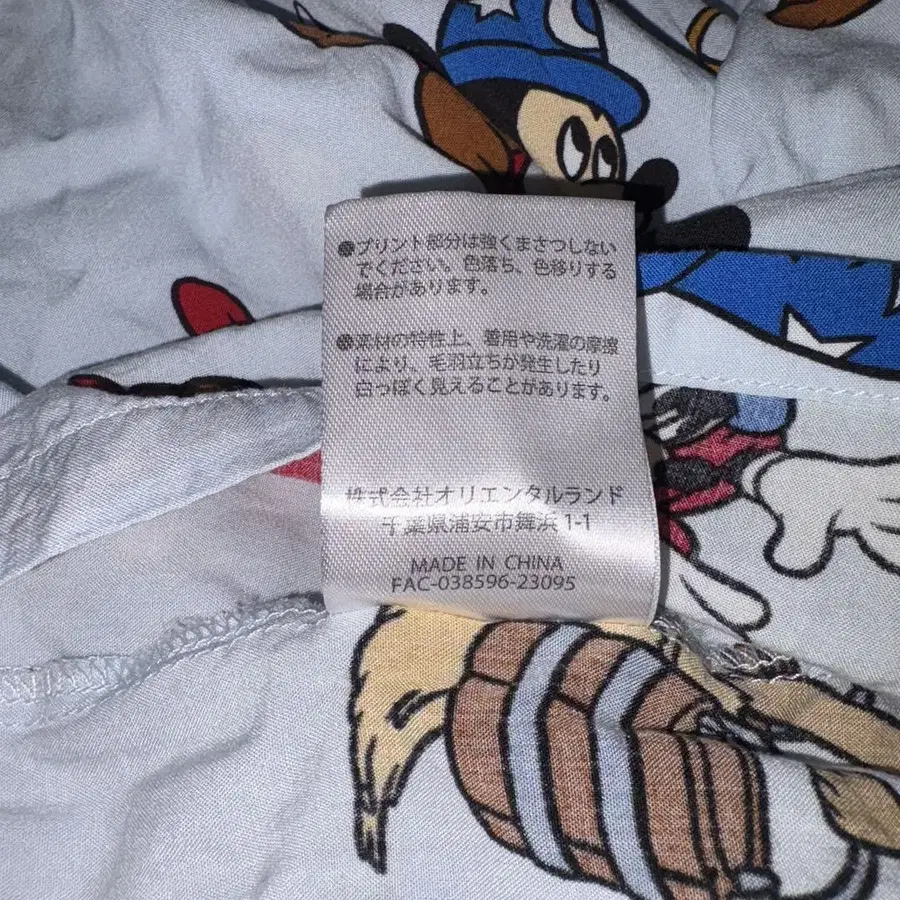 ●プリント部分は強くまさつしない
でください。色落ち、色移りする
場合があります。
●素材の特性上、着用や洗濯の摩擦
により、毛羽立ちが発生したり
白っぽく見えることがあります。
株式会社オリエンタルランド
千葉県浦安市舞浜1-1
MADE IN CHINA
FAC-038596-23095